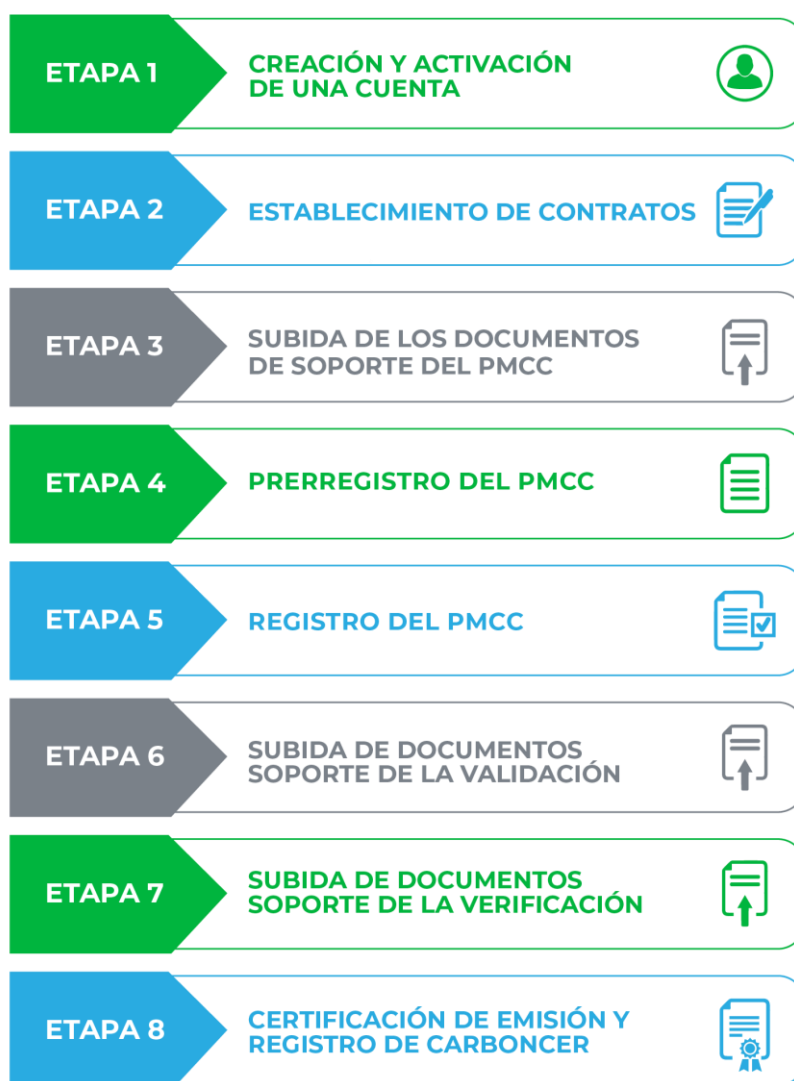 ETAPA 1
CREACIÓN Y ACTIVACIÓN
DE UNA CUENTA
ETAPA 2
ESTABLECIMIENTO DE CONTRATOS
ETAPA 3
SUBIDA DE LOS DOCUMENTOS
DE SOPORTE DEL PMCC
ETAPA 4
PRERREGISTRO DEL PMCC
ETAPA 5
REGISTRO DEL PMCC
ETAPA 6
SUBIDA DE DOCUMENTOS
SOPORTE DE LA VALIDACIÓN
ETAPA 7
SUBIDA DE DOCUMENTOS
SOPORTE DE LA VERIFICACIÓN
ETAPA 8
CERTIFICACIÓN DE EMISIÓN Y
REGISTRO DE CARBONCER